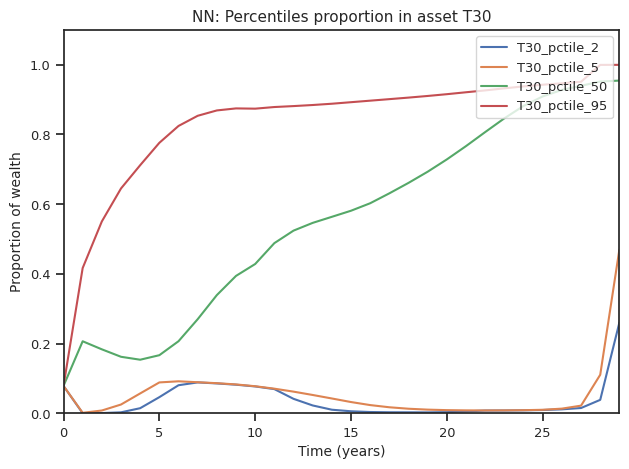 NN: Percentiles proportion in asset T30
T30_pctile_2
T30_pctile_5
T30_pctile_50
T30_pctile_95
Proportion of wealth
1.0
0.8
0.6
0.4
0.2
0.0
0 5 10 15 20 25
Time (years)